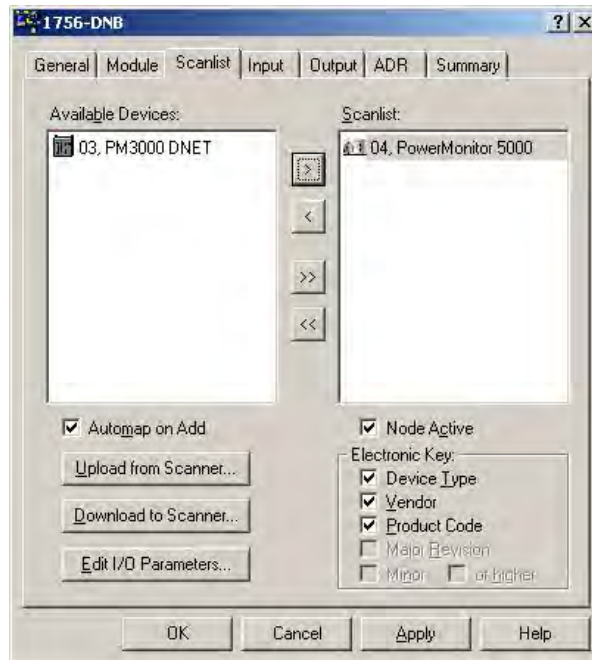 1756-DNB
General Module Scanlist Input Output ADR Summary
Available Devices:
Scanlist:
03, PM3000 DNET
04, PowerMonitor 5000
>
<
>>
<<
Automap on Add
Node Active
Upload from Scanner...
Download to Scanner...
Edit I/O Parameters...
Electronic Key:
Device Type
Vendor
Product Code
Major Revision
Minor or higher
OK Cancel Apply Help